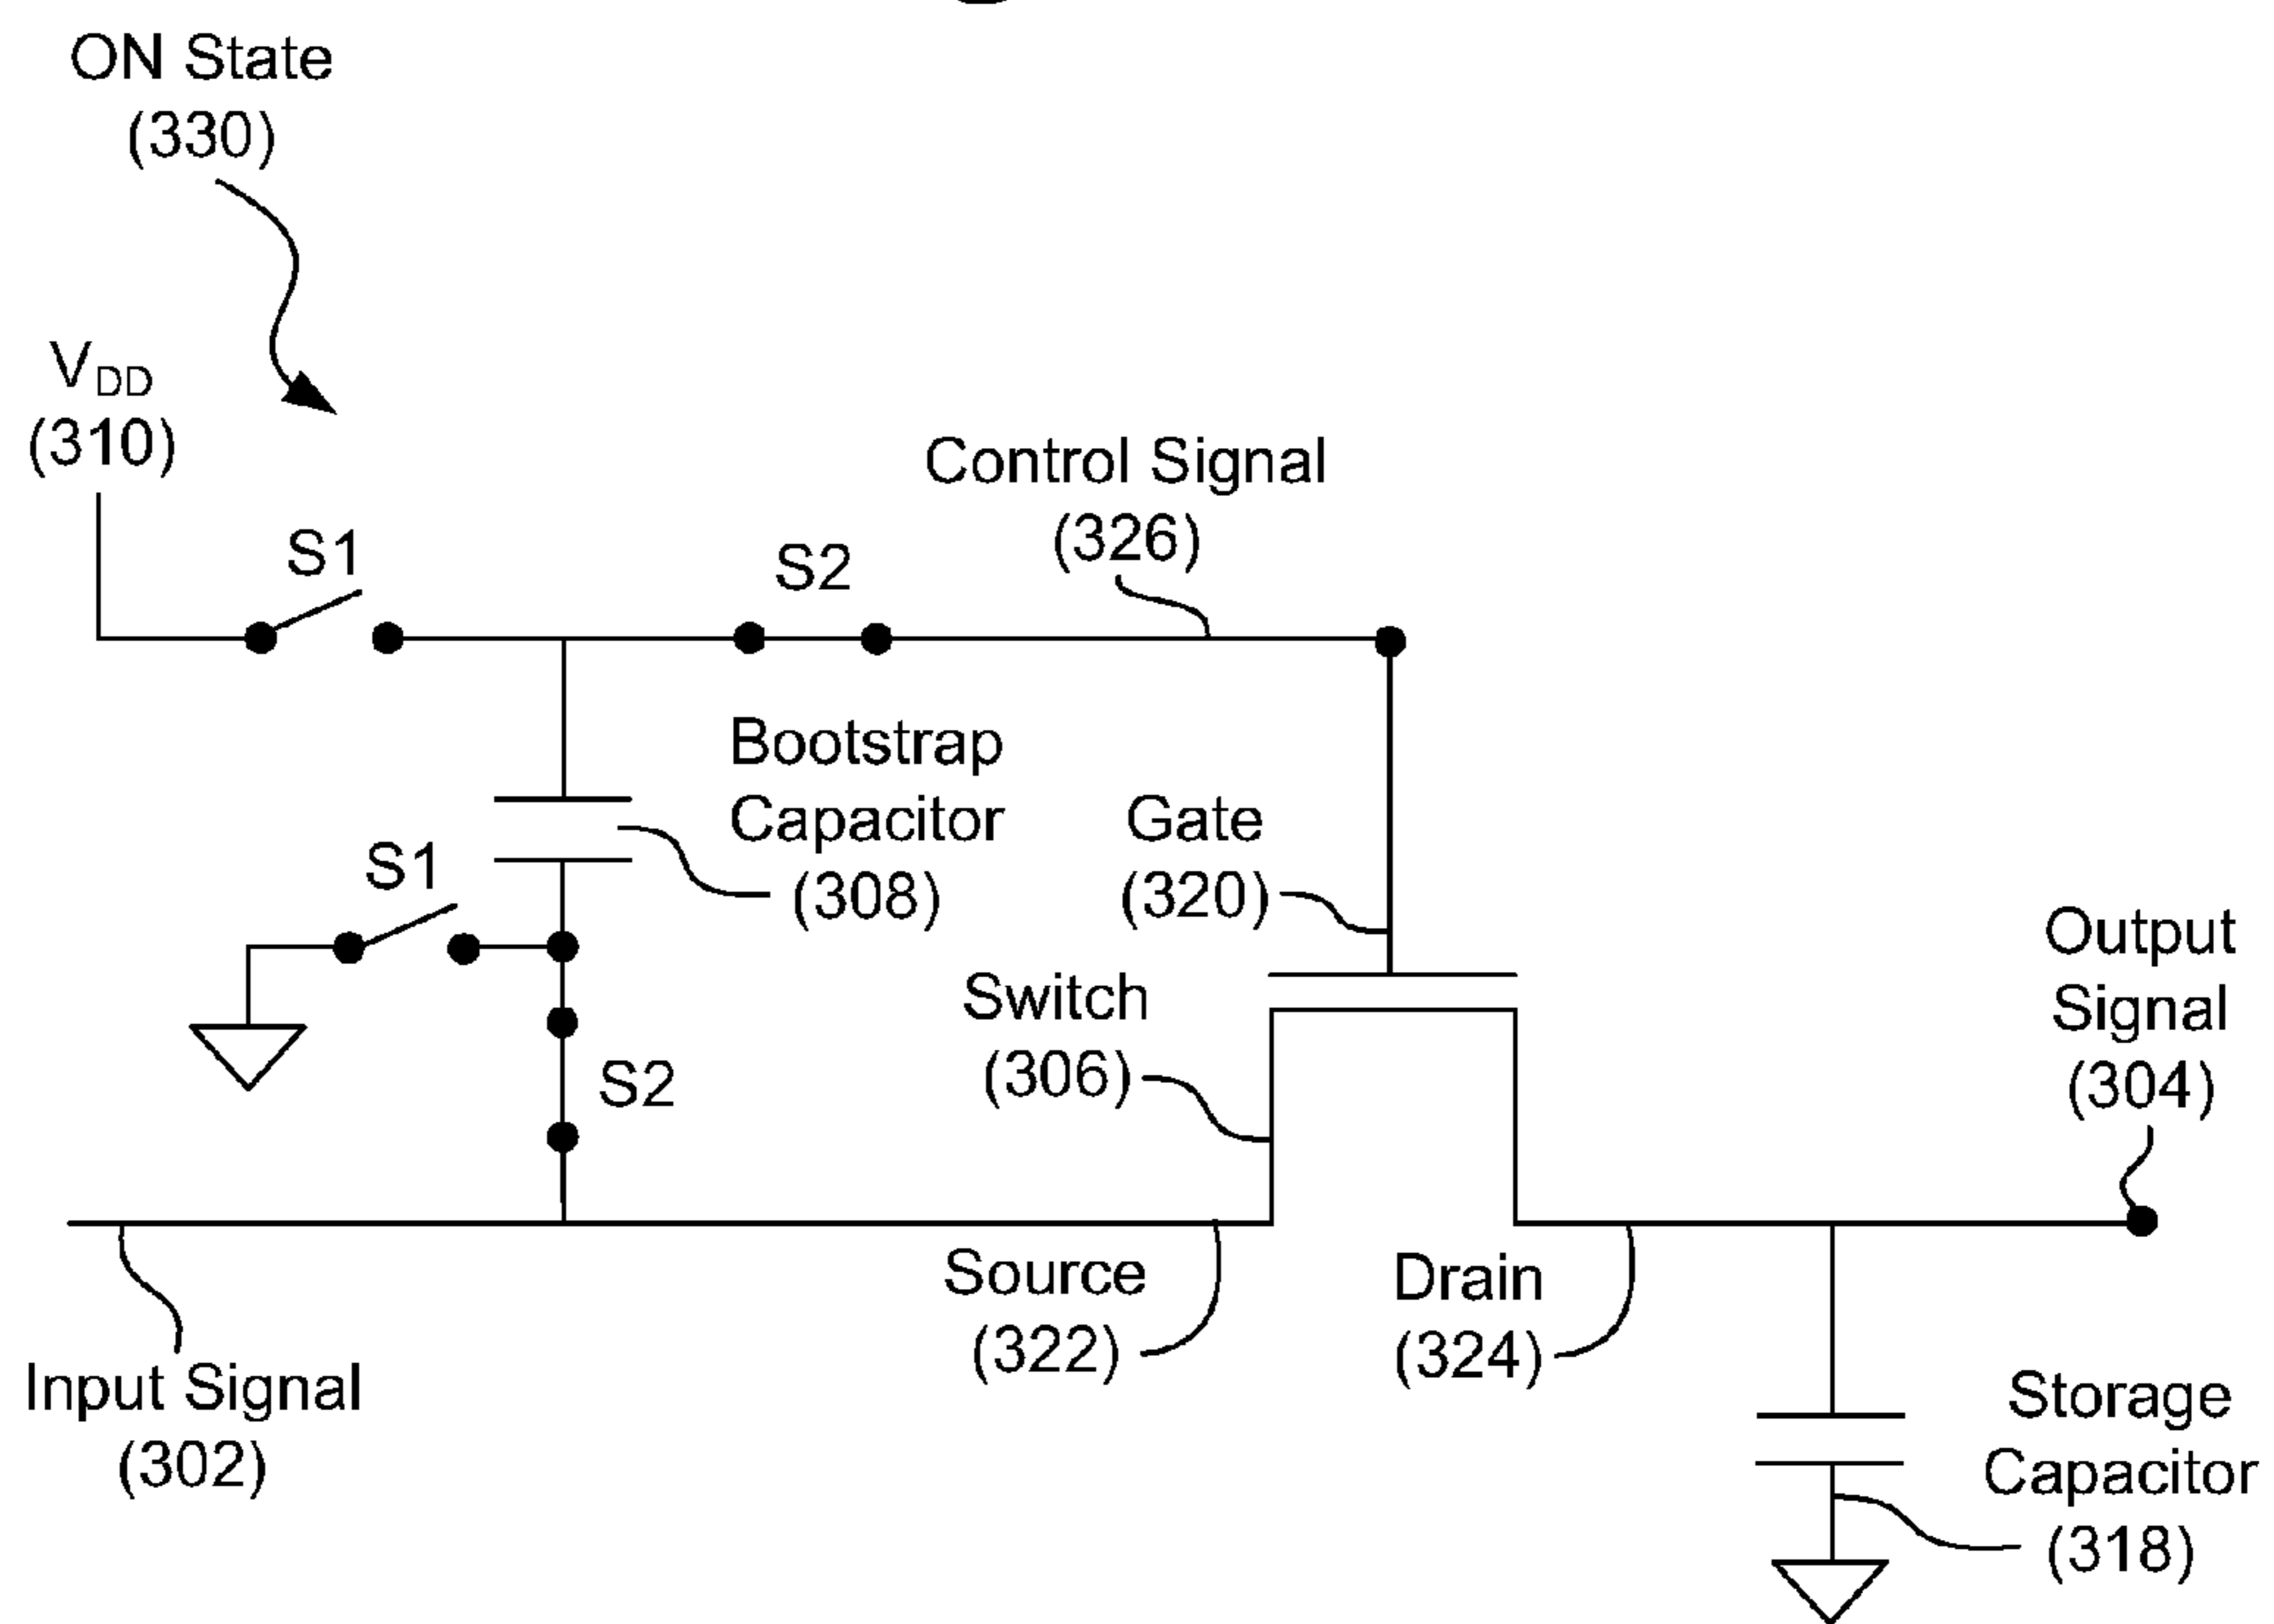 ON State
(330)
VDD
(310)
S1
S2
Control Signal
(326)
Bootstrap
Capacitor
(308)
S1
S2
Gate
(320)
Switch
(306)
Output
Signal
(304)
Source
(322)
Drain
(324)
Input Signal
(302)
Storage
Capacitor
(318)